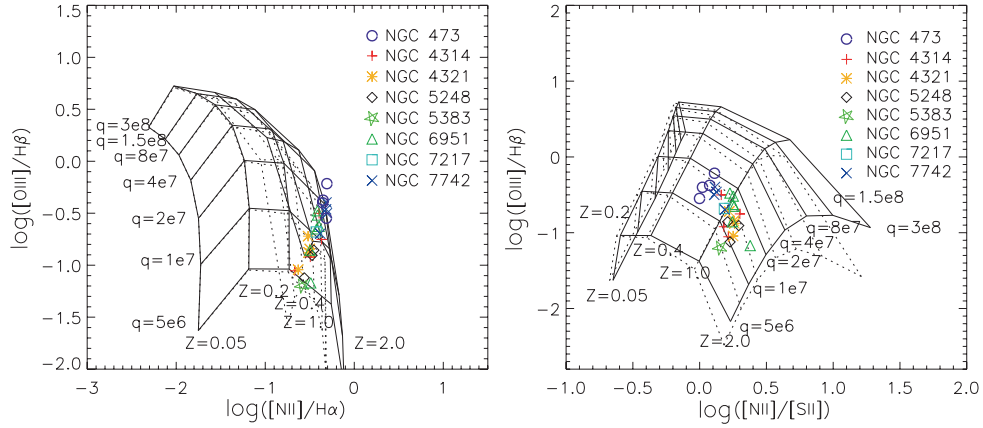 1.5
1.0
0.5
0.0
-0.5
-1.0
-1.5
-2.0
log([OIII]/Hβ)
NGC 473
NGC 4314
NGC 4321
NGC 5248
NGC 5383
NGC 6951
NGC 7217
NGC 7742
q=3e8
q=1.5e8
q=8e7
q=4e7
q=2e7
q=1e7
q=5e6
Z=0.05
Z=0.2
Z=0.4
Z=1.0
Z=2.0
-3
-2
-1
0
1
log([NII]/Hα)
2
1
0
-1
-2
log([OIII]/Hβ)
NGC 473
NGC 4314
NGC 4321
NGC 5248
NGC 5383
NGC 6951
NGC 7217
NGC 7742
Z=0.2
Z=0.4
Z=1.0
Z=0.05
Z=2.0
q=1.5e8
q=3e8
q=8e7
q=4e7
q=2e7
q=1e7
q=5e6
-1.0
-0.5
0.0
0.5
1.0
1.5
2.0
log([NII]/[SII])